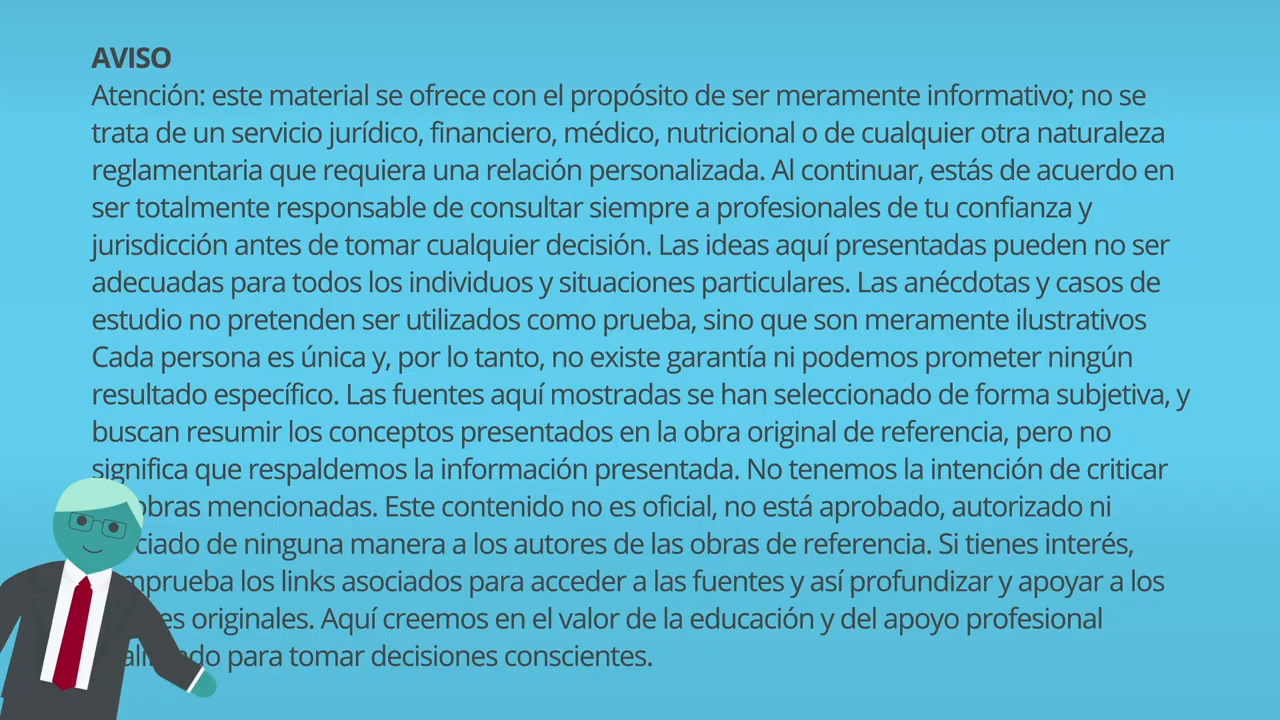 AVISO
Atención: este material se ofrece con el propósito de ser meramente informativo; no se
trata de un servicio jurídico, financiero, médico, nutricional o de cualquier otra naturaleza
reglamentaria que requiera una relación personalizada. Al continuar, estás de acuerdo en
ser totalmente responsable de consultar siempre a profesionales de tu confianza y
jurisdicción antes de tomar cualquier decisión. Las ideas aquí presentadas pueden no ser
adecuadas para todos los individuos y situaciones particulares. Las anécdotas y casos de
estudio no pretenden ser utilizados como prueba, sino que son meramente ilustrativos
Cada persona es única y, por lo tanto, no existe garantía ni podemos prometer ningún
resultado específico. Las fuentes aquí mostradas se han seleccionado de forma subjetiva, y
buscan resumir los conceptos presentados en la obra original de referencia, pero no
significa que respaldemos la información presentada. No tenemos la intención de criticar
obras mencionadas. Este contenido no es oficial, no está aprobado, autorizado ni
de ninguna manera a los autores de las obras de referencia. Si tienes interés,
los links asociados para acceder a las fuentes y así profundizar y apoyar a los
originales. Aquí creemos en el valor de la educación y del apoyo profesional
para tomar decisiones conscientes.